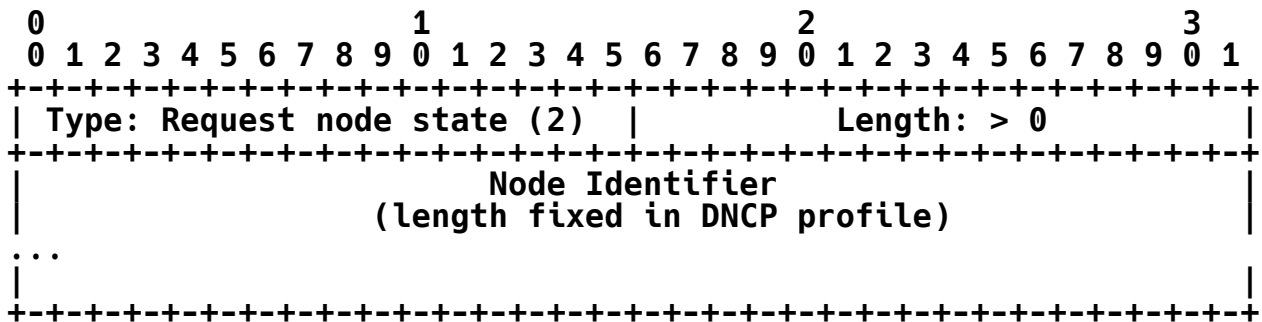 0                   1                   2                   3
 0 1 2 3 4 5 6 7 8 9 0 1 2 3 4 5 6 7 8 9 0 1 2 3 4 5 6 7 8 9 0 1
+-+-+-+-+-+-+-+-+-+-+-+-+-+-+-+-+-+-+-+-+-+-+-+-+-+-+-+-+-+-+-+-+
| Type: Request node state (2)  |          Length: > 0          |
+-+-+-+-+-+-+-+-+-+-+-+-+-+-+-+-+-+-+-+-+-+-+-+-+-+-+-+-+-+-+-+-+
|                        Node Identifier                        |
|                  (length fixed in DNCP profile)               |
...
|                                                               |
+-+-+-+-+-+-+-+-+-+-+-+-+-+-+-+-+-+-+-+-+-+-+-+-+-+-+-+-+-+-+-+-+